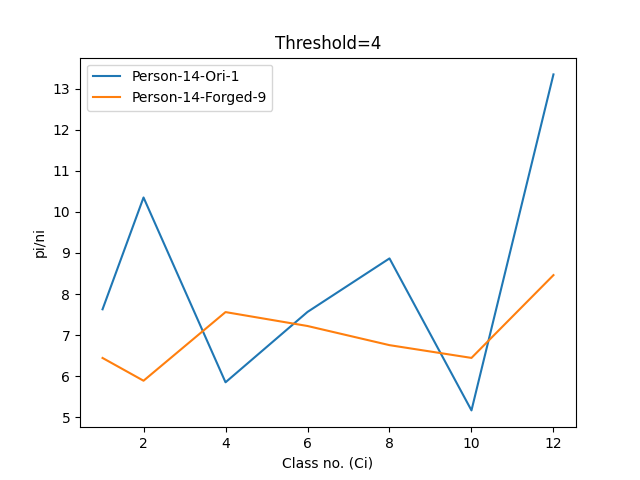 Threshold=4
Person-14-Ori-1
Person-14-Forged-9
pi/ni
13
12
11
10
9
8
7
6
5
2 4 6 8 10 12
Class no. (Ci)